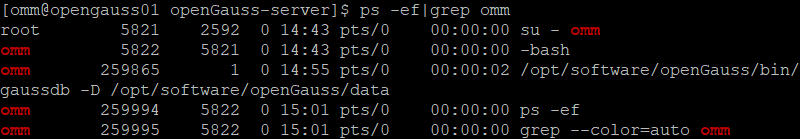 [omm@opengauss01 openGauss-server]$ ps -ef|grep omm
root 5821 2592 0 14:43 pts/0 00:00:00 su - omm
omm 5822 5821 0 14:43 pts/0 00:00:00 -bash
omm 259865 1 0 14:55 pts/0 00:00:02 /opt/software/openGauss/bin/
gaussdb -D /opt/software/openGauss/data
omm 259994 5822 0 15:01 pts/0 00:00:00 ps -ef
omm 259995 5822 0 15:01 pts/0 00:00:00 grep --color=auto omm